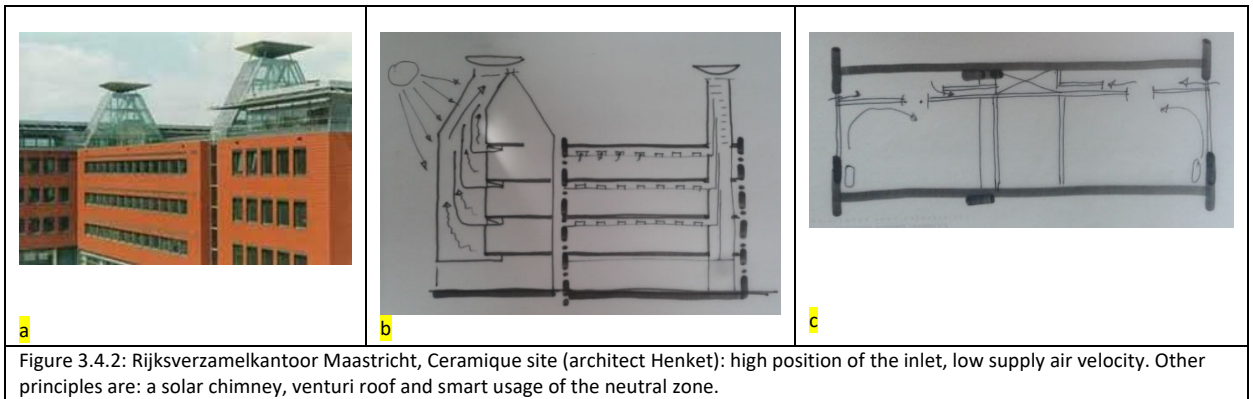 a
b
c
Figure 3.4.2: Rijksverzamelkantoor Maastricht, Ceramique site (architect Henket): high position of the inlet, low supply air velocity. Other
principles are: a solar chimney, venturi roof and smart usage of the neutral zone.